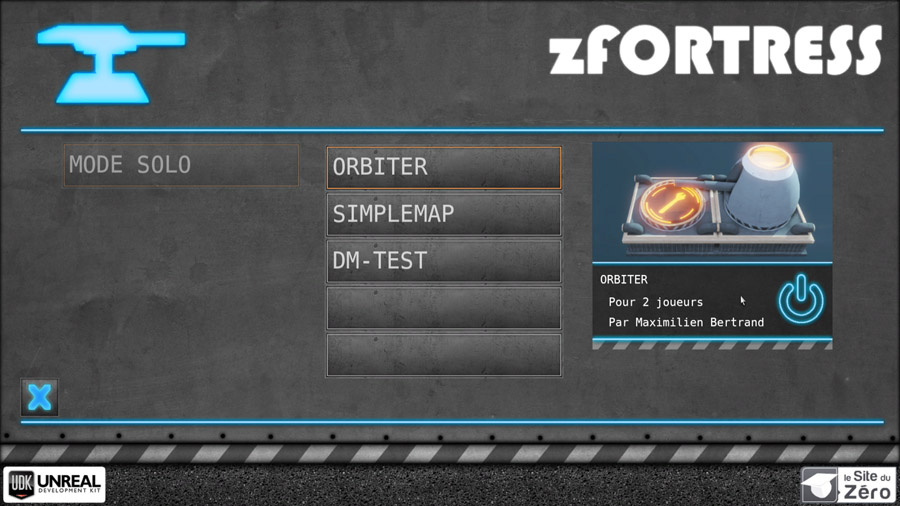 zFORTRESS
MODE SOLO
ORBITER
SIMPLEMAP
DM-TEST
ORBITER
Pour 2 joueurs
Par Maximilien Bertrand
X
UDK UNREAL
DEVELOPMENT KIT
le Site du
Zéro